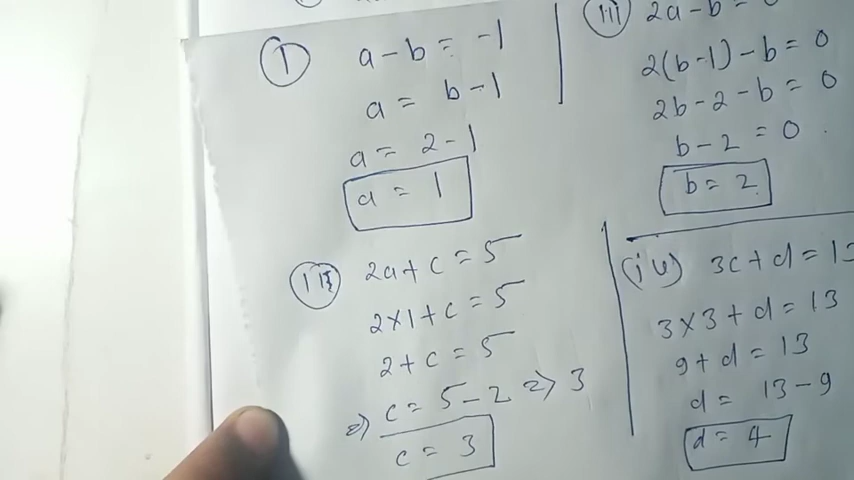 (I) a - b = -1
a = b - 1
a = 2 - 1
a = 1
(III) 2a - b = 0
2(b-1) - b = 0
2b - 2 - b = 0
b - 2 = 0
b = 2
(III) 2a + c = 5
2×1 + c = 5
2 + c = 5
=> c = 5 - 2 => 3
c = 3
(iv) 3c + d = 13
3×3 + d = 13
9 + d = 13
d = 13 - 9
d = 4